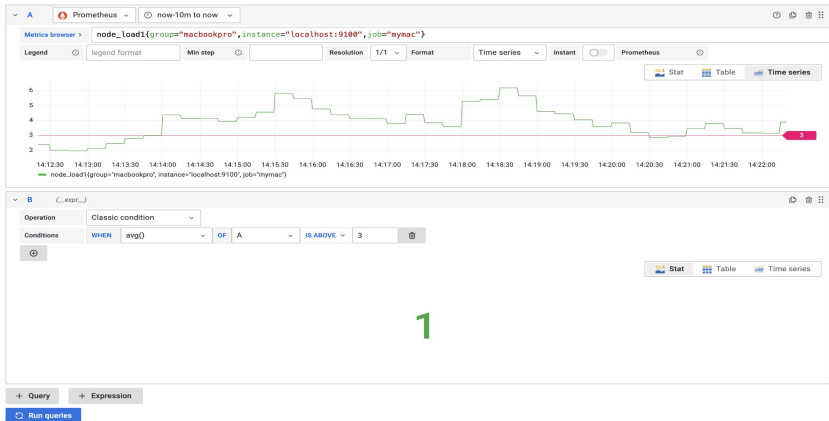 A Prometheus now-10m to now
Metrics browser > node_load1{group="macbookpro",instance="localhost:9100",job="mymac"}
Legend legend format Min step Resolution 1/1 Format Time series Instant Prometheus
Stat Table Time series
6
5
4
3 3
2
14:12:30 14:13:00 14:13:30 14:14:00 14:14:30 14:15:00 14:15:30 14:16:00 14:16:30 14:17:00 14:17:30 14:18:00 14:18:30 14:19:00 14:19:30 14:20:00 14:20:30 14:21:00 14:21:30 14:22:00
node_load1{group="macbookpro", instance="localhost:9100", job="mymac"}
B (__expr__)
Operation Classic condition
Conditions WHEN avg() OF A IS ABOVE 3
Stat Table Time series
1
+ Query + Expression
Run queries